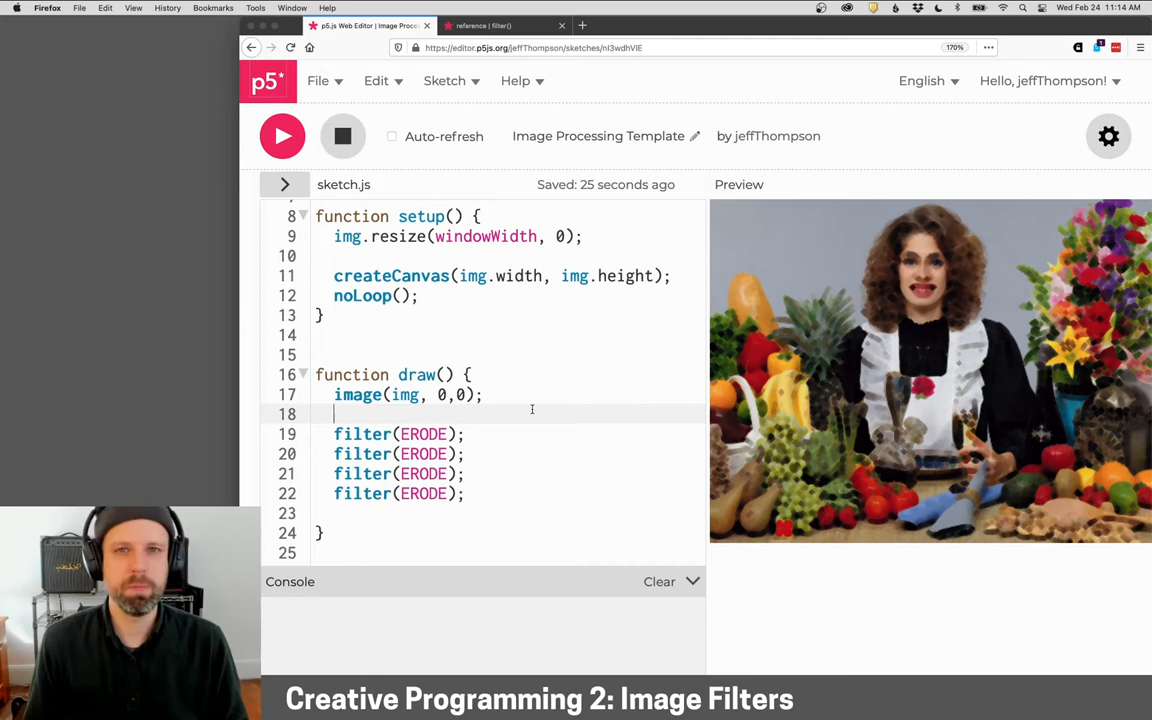 Firefox File Edit View History Bookmarks Tools Window Help
Wed Feb 24 11:14 AM
p5.js Web Editor | Image Proces
reference | filter()
https://editor.p5js.org/jeffThompson/sketches/nI3wdhVIE
170%
p5*
File Edit Sketch Help
English Hello, jeffThompson!
Auto-refresh Image Processing Template by jeffThompson
sketch.js Saved: 25 seconds ago Preview
8 function setup() {
9 img.resize(windowWidth, 0);
10
11 createCanvas(img.width, img.height);
12 noLoop();
13 }
14
15
16 function draw() {
17 image(img, 0,0);
18
19 filter(ERODE);
20 filter(ERODE);
21 filter(ERODE);
22 filter(ERODE);
23
24 }
25
Console Clear
Creative Programming 2: Image Filters